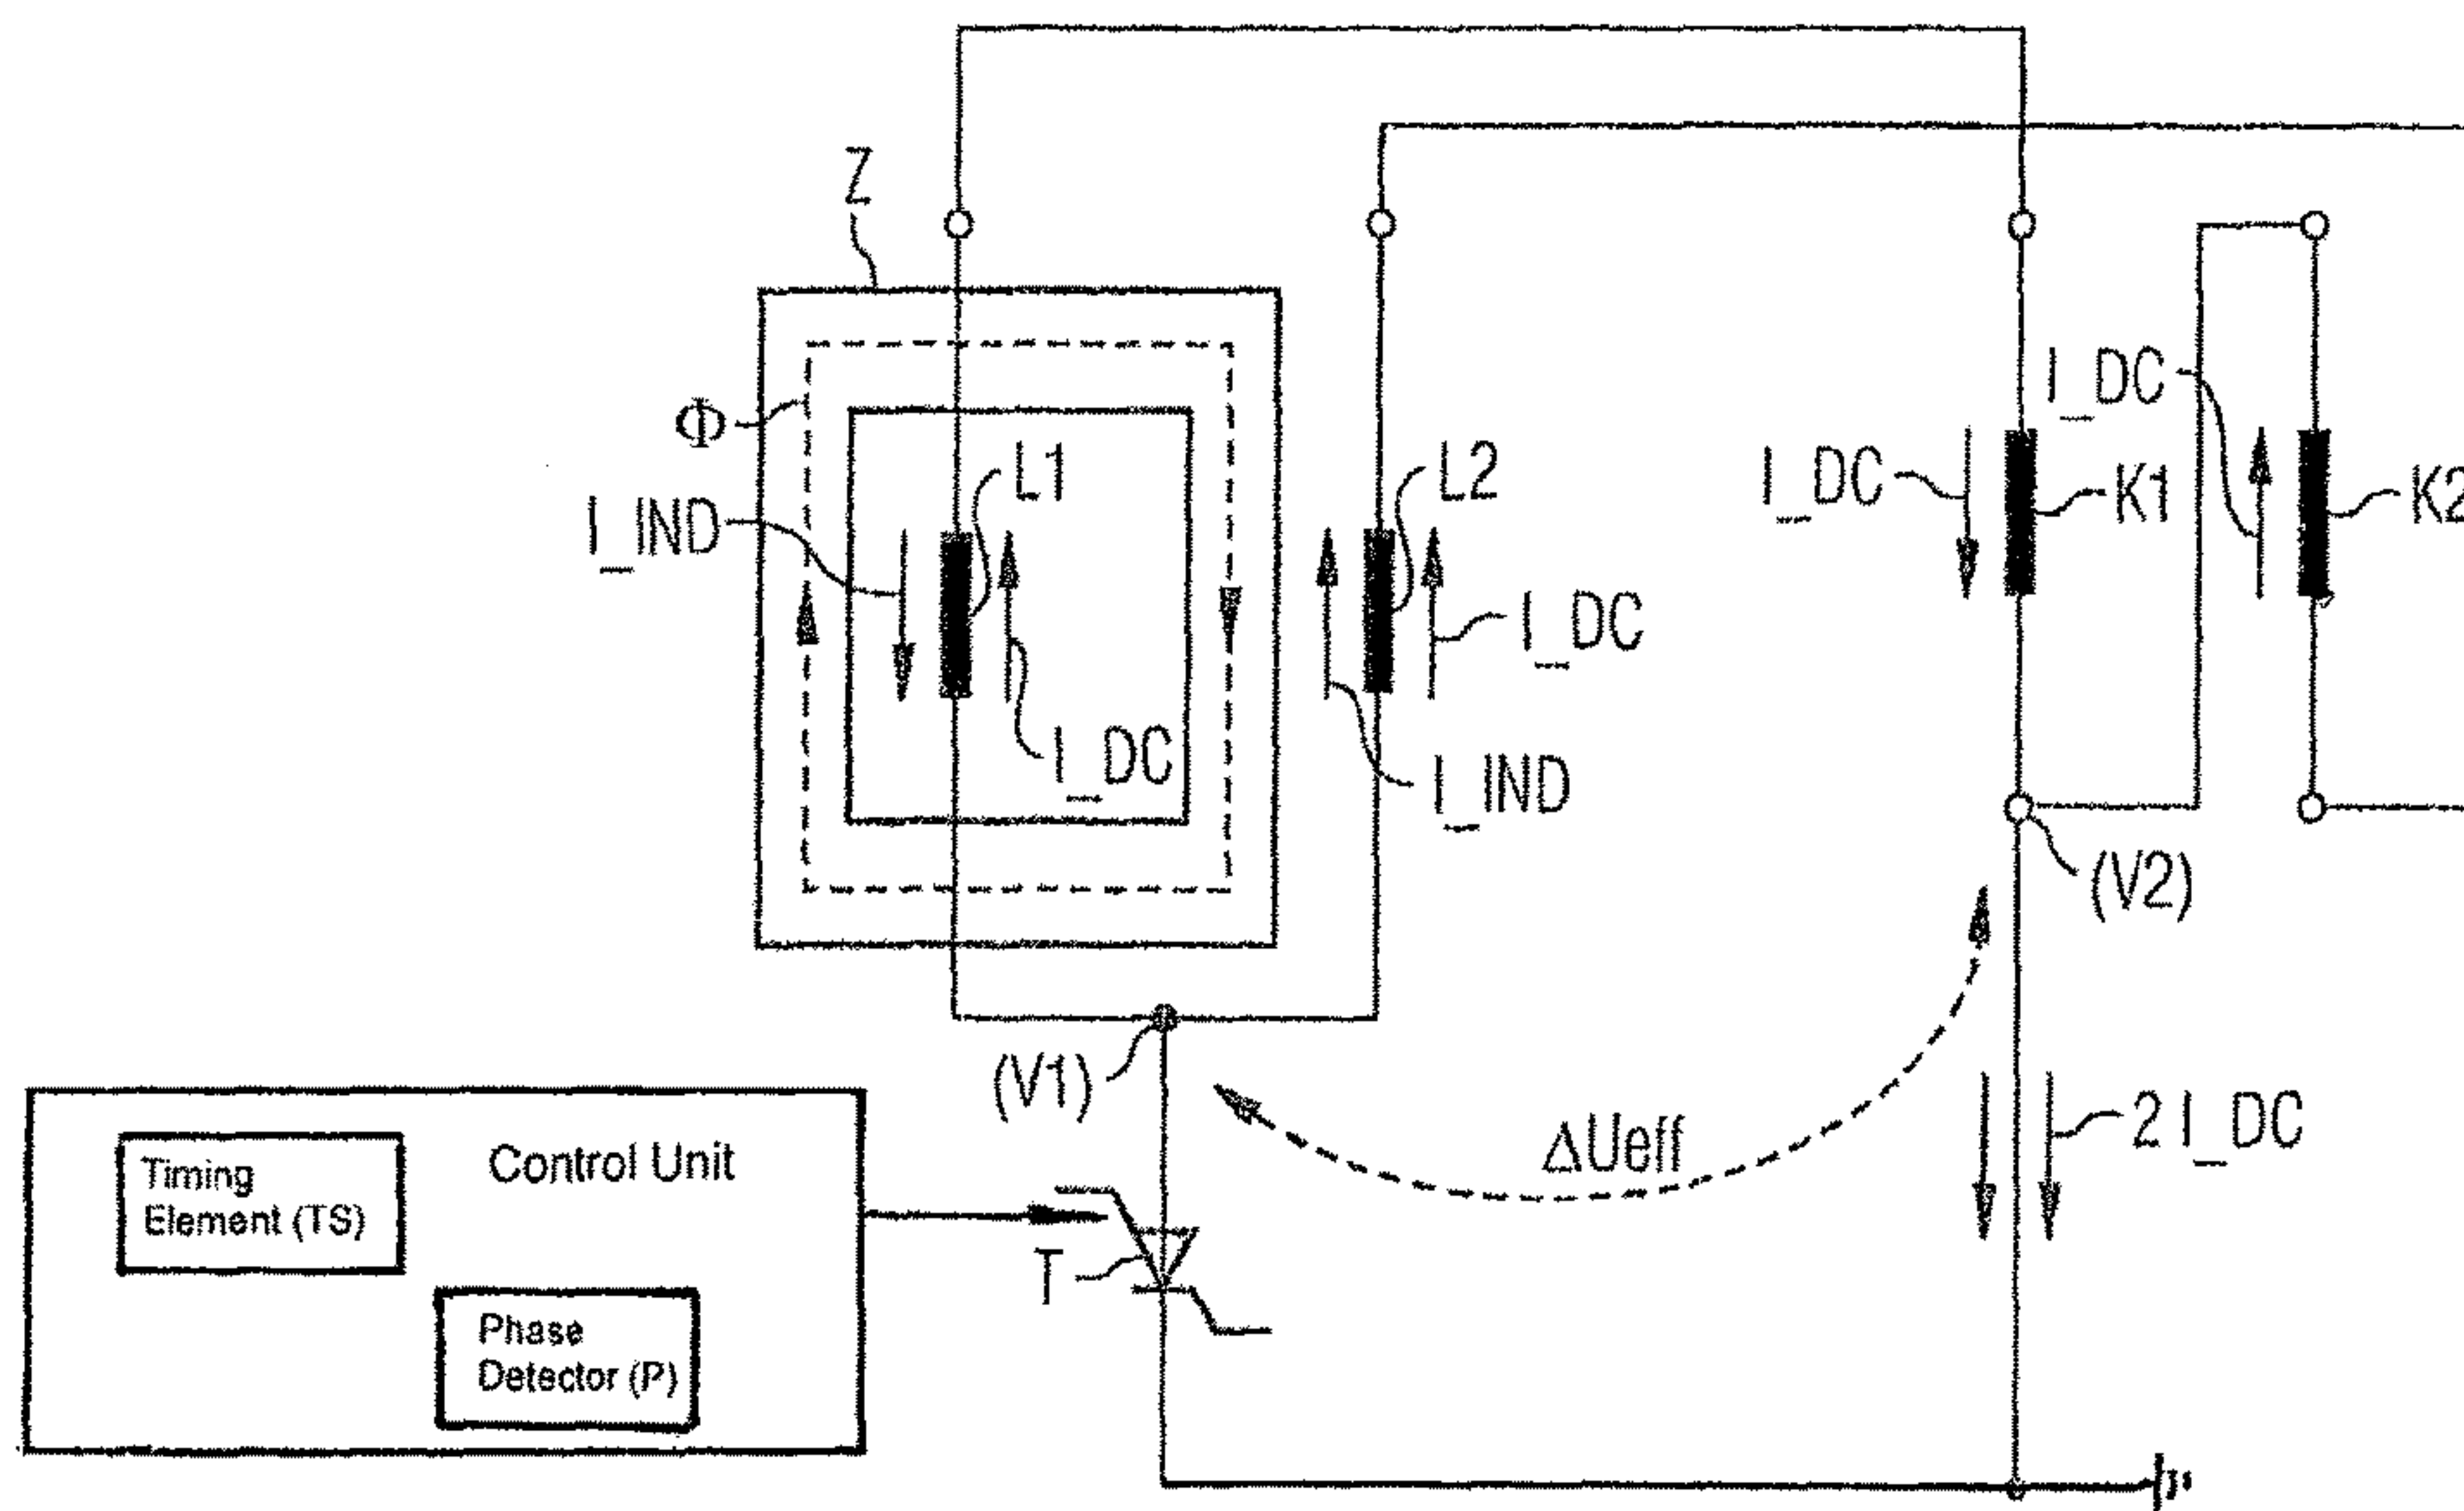 Z
Φ
I_IND
L1
I_DC
L2
I_DC
I_IND
I_DC
I_DC
K1
K2
(V2)
(V1)
ΔUeff
2 I_DC
Control Unit
Timing
Element (TS)
Phase
Detector (P)
T